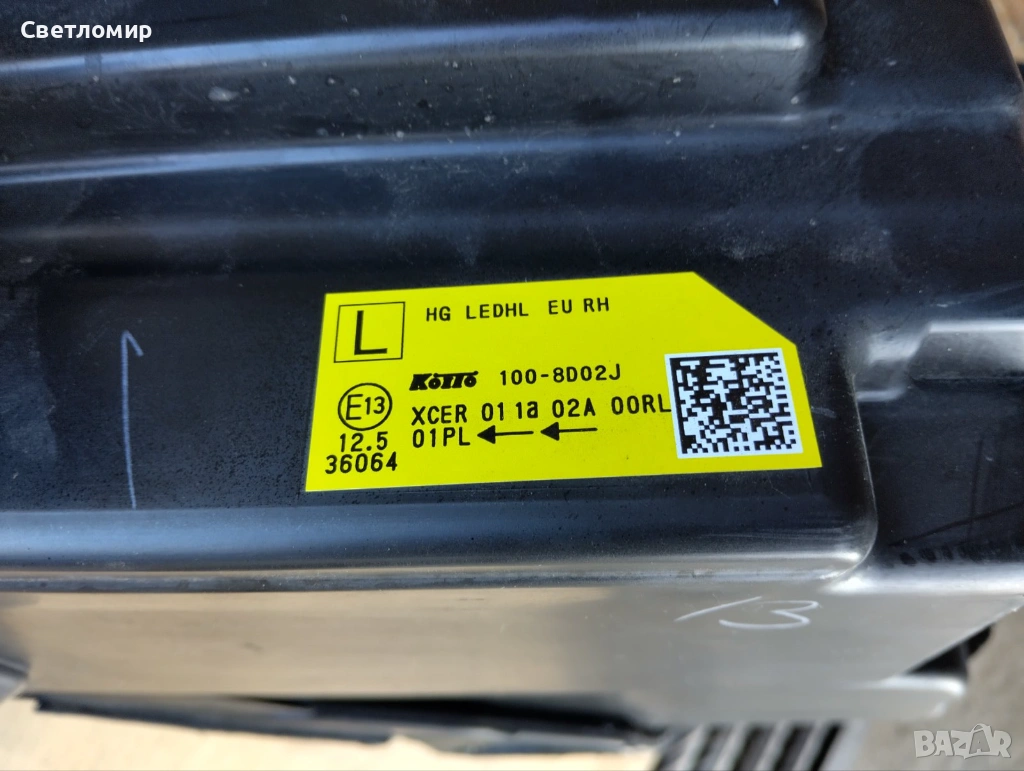 Светломир
L
HG LEDHL EU RH
KOITO 100-8D02J
E13
XCER 01 1a 02A 00RL
12.5
01PL
36064
13
BAZAR